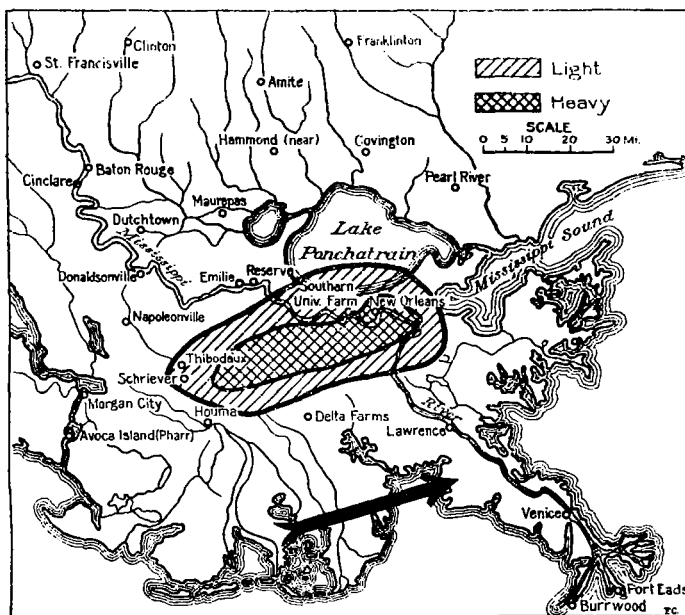 Clinton
Franklinton
St. Francisville
Light
Amite
Heavy
SCALE
0 5 10 20 30 Mi.
Hammond (near)
Covington
Baton Rouge
Cinclare
Pearl River
Maurepas
Dutchtown
Lake
Ponchatrain
Mississippi
Mississippi Sound
Donaldsonville
Emilie
Reserve
Southern
Univ. Farm
New Orleans
Napoleonville
Thibodaux
Schriever
Morgan City
Houma
Delta Farms
River
Lawrence
Avoca Island (Pharr)
Venice
Port Eads
Burrwood